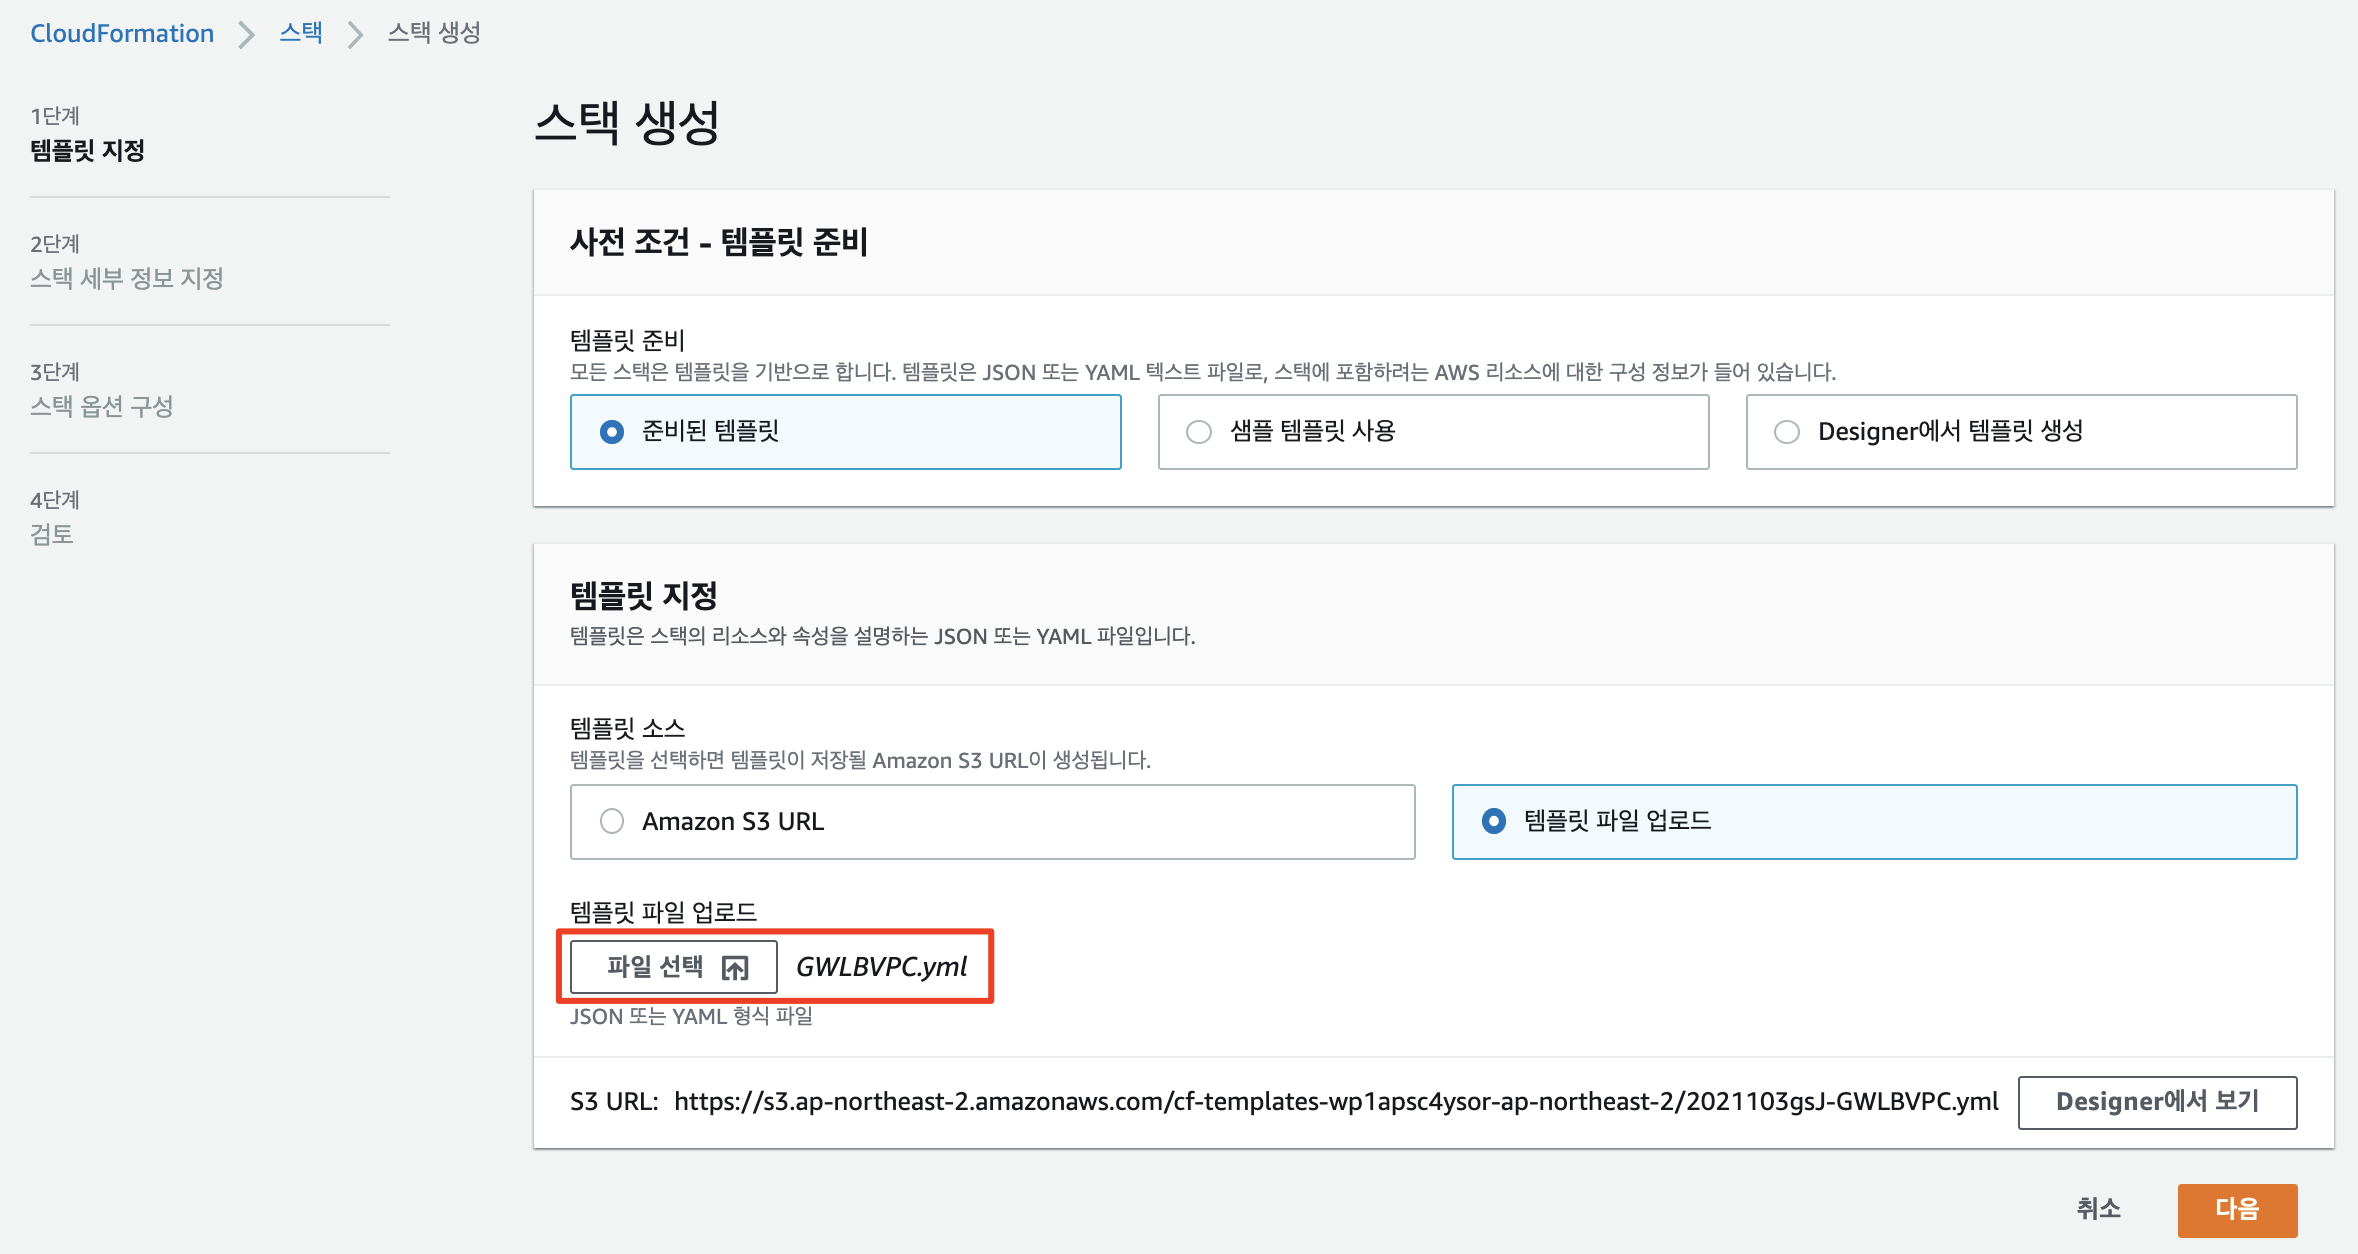 CloudFormation > 스택 > 스택 생성
1단계
템플릿 지정
2단계
스택 세부 정보 지정
3단계
스택 옵션 구성
4단계
검토
스택 생성
사전 조건 - 템플릿 준비
템플릿 준비
모든 스택은 템플릿을 기반으로 합니다. 템플릿은 JSON 또는 YAML 텍스트 파일로, 스택에 포함하려는 AWS 리소스에 대한 구성 정보가 들어 있습니다.
준비된 템플릿
샘플 템플릿 사용
Designer에서 템플릿 생성
템플릿 지정
템플릿은 스택의 리소스와 속성을 설명하는 JSON 또는 YAML 파일입니다.
템플릿 소스
템플릿을 선택하면 템플릿이 저장될 Amazon S3 URL이 생성됩니다.
Amazon S3 URL
템플릿 파일 업로드
템플릿 파일 업로드
파일 선택 GWLBVPC.yml
JSON 또는 YAML 형식 파일
S3 URL: https://s3.ap-northeast-2.amazonaws.com/cf-templates-wp1apsc4ysor-ap-northeast-2/2021103gsJ-GWLBVPC.yml
Designer에서 보기
취소
다음